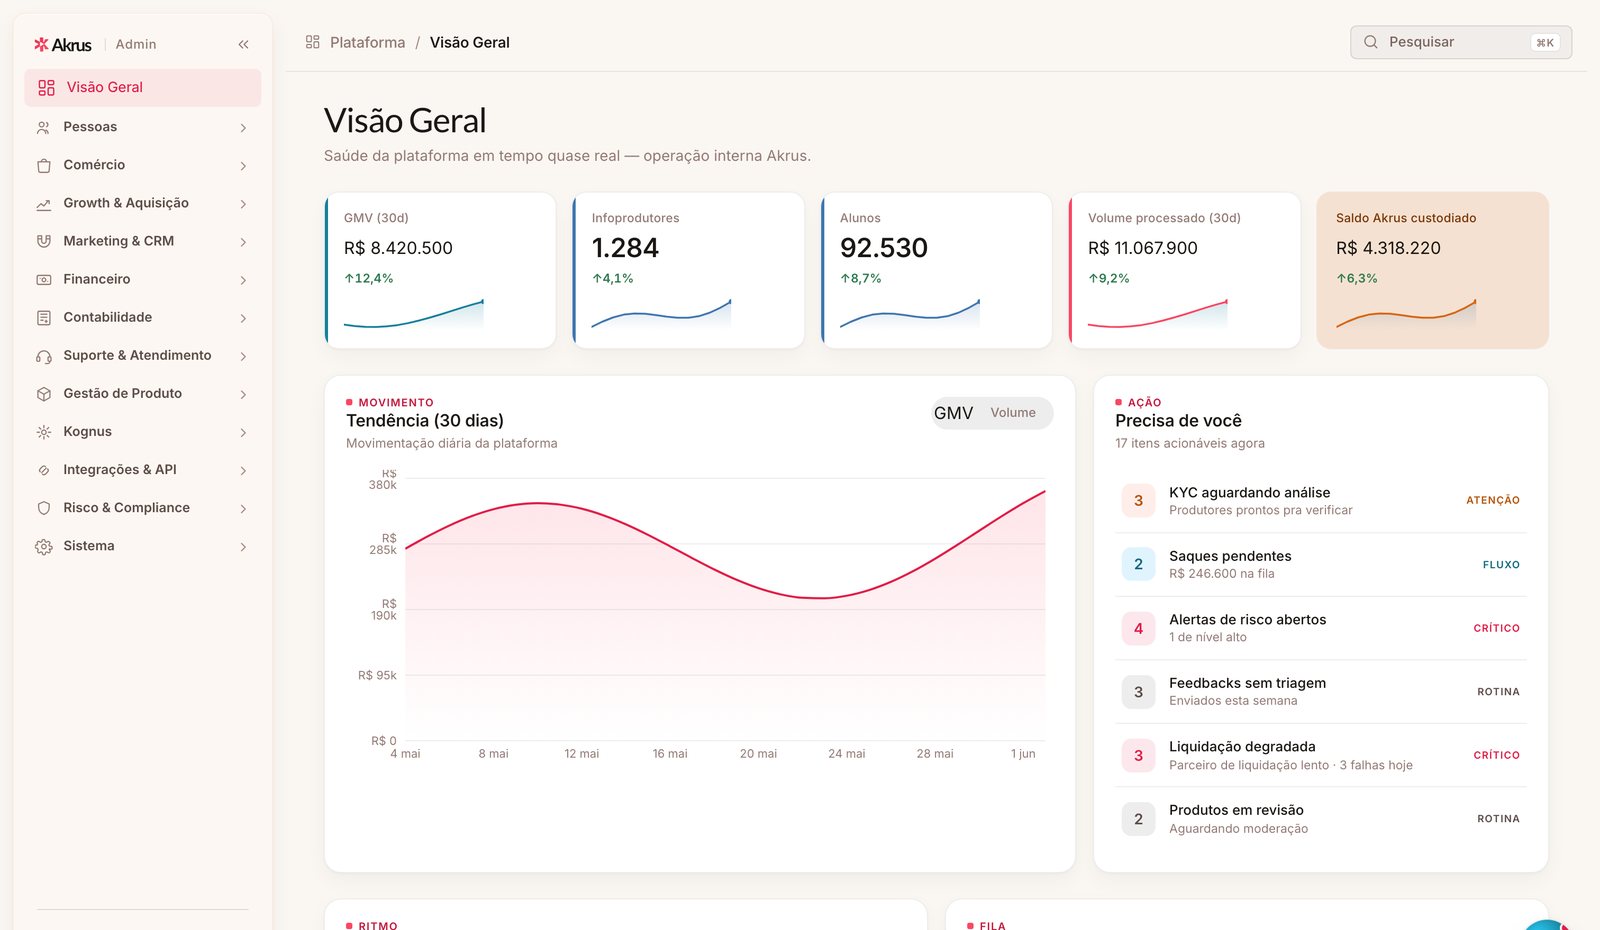 Akrus
Admin
Visão Geral
Pessoas
Comércio
Growth & Aquisição
Marketing & CRM
Financeiro
Contabilidade
Suporte & Atendimento
Gestão de Produto
Kognus
Integrações & API
Risco & Compliance
Sistema
Plataforma / Visão Geral
Pesquisar
⌘K
Visão Geral
Saúde da plataforma em tempo quase real — operação interna Akrus.
GMV (30d)
R$ 8.420.500
↑12,4%
Infoprodutores
1.284
↑4,1%
Alunos
92.530
↑8,7%
Volume processado (30d)
R$ 11.067.900
↑9,2%
Saldo Akrus custodiado
R$ 4.318.220
↑6,3%
MOVIMENTO
Tendência (30 dias)
Movimentação diária da plataforma
GMV
Volume
R$
380k
R$
285k
R$
190k
R$ 95k
R$ 0
4 mai
8 mai
12 mai
16 mai
20 mai
24 mai
28 mai
1 jun
AÇÃO
Precisa de você
17 itens acionáveis agora
3
KYC aguardando análise
Produtores prontos pra verificar
ATENÇÃO
2
Saques pendentes
R$ 246.600 na fila
FLUXO
4
Alertas de risco abertos
1 de nível alto
CRÍTICO
3
Feedbacks sem triagem
Enviados esta semana
ROTINA
3
Liquidação degradada
Parceiro de liquidação lento · 3 falhas hoje
CRÍTICO
2
Produtos em revisão
Aguardando moderação
ROTINA
RITMO
FILA